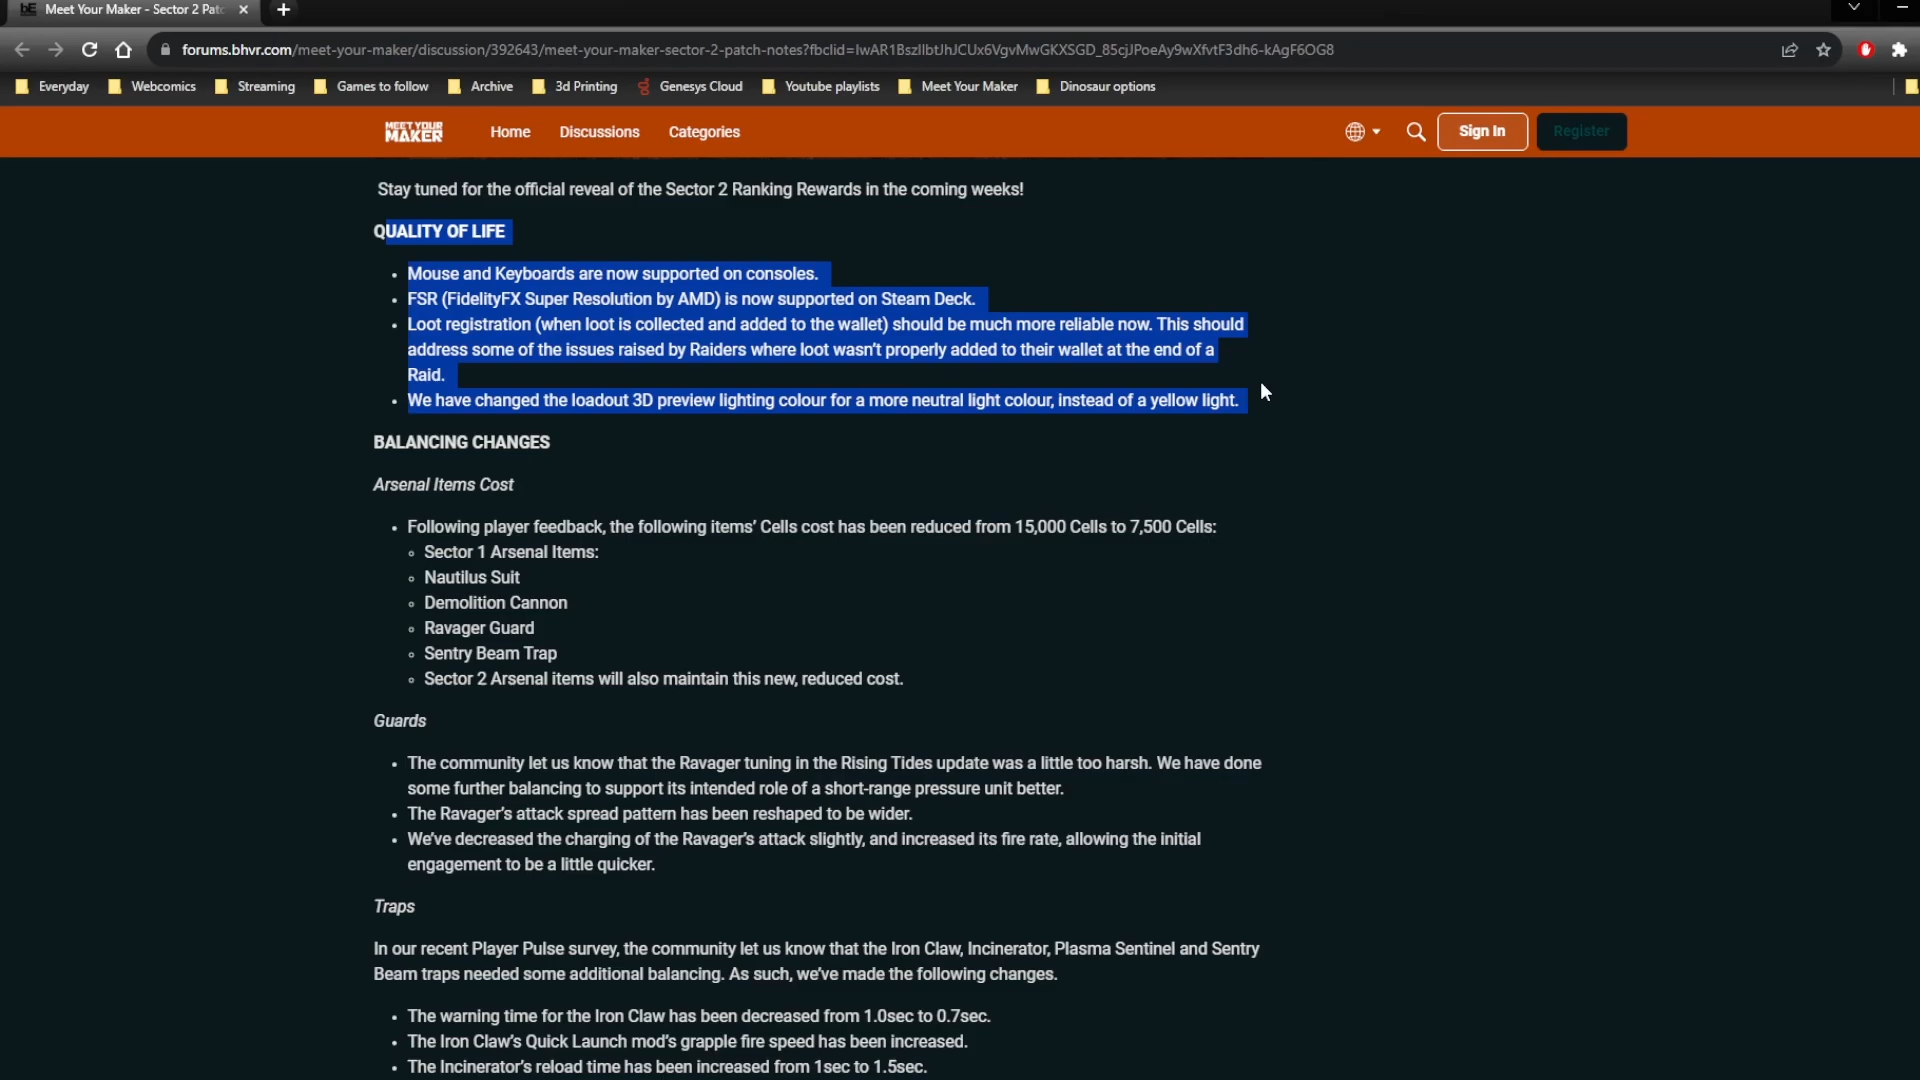 Meet Your Maker - Sector 2 Patc
forums.bhvr.com/meet-your-maker/discussion/392643/meet-your-maker-sector-2-patch-notes?fbclid=IwAR1BszIlbtJhJCUx6VgvMwGKXSGD_85cjJPoeAy9wXfvtF3dh6-kAgF6OG8
Everyday Webcomics Streaming Games to follow Archive 3d Printing Genesys Cloud Youtube playlists Meet Your Maker Dinosaur options
MEET YOUR
MAKER
Home Discussions Categories Sign In Register
Stay tuned for the official reveal of the Sector 2 Ranking Rewards in the coming weeks!
QUALITY OF LIFE
• Mouse and Keyboards are now supported on consoles.
• FSR (FidelityFX Super Resolution by AMD) is now supported on Steam Deck.
• Loot registration (when loot is collected and added to the wallet) should be much more reliable now. This should
address some of the issues raised by Raiders where loot wasn't properly added to their wallet at the end of a
Raid.
• We have changed the loadout 3D preview lighting colour for a more neutral light colour, instead of a yellow light.
BALANCING CHANGES
Arsenal Items Cost
• Following player feedback, the following items' Cells cost has been reduced from 15,000 Cells to 7,500 Cells:
◦ Sector 1 Arsenal Items:
◦ Nautilus Suit
◦ Demolition Cannon
◦ Ravager Guard
◦ Sentry Beam Trap
◦ Sector 2 Arsenal items will also maintain this new, reduced cost.
Guards
• The community let us know that the Ravager tuning in the Rising Tides update was a little too harsh. We have done
some further balancing to support its intended role of a short-range pressure unit better.
• The Ravager's attack spread pattern has been reshaped to be wider.
• We've decreased the charging of the Ravager's attack slightly, and increased its fire rate, allowing the initial
engagement to be a little quicker.
Traps
In our recent Player Pulse survey, the community let us know that the Iron Claw, Incinerator, Plasma Sentinel and Sentry
Beam traps needed some additional balancing. As such, we've made the following changes.
• The warning time for the Iron Claw has been decreased from 1.0sec to 0.7sec.
• The Iron Claw's Quick Launch mod's grapple fire speed has been increased.
• The Incinerator's reload time has been increased from 1sec to 1.5sec.